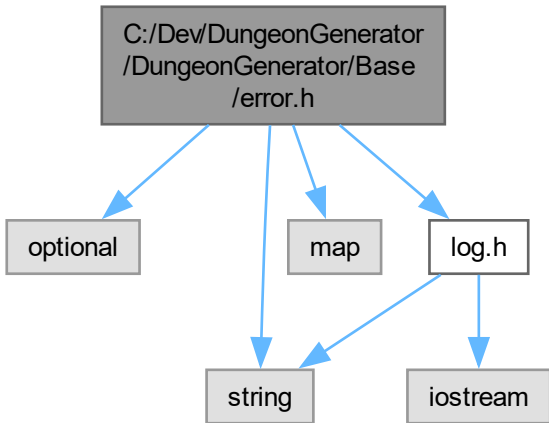 C:/Dev/DungeonGenerator
/DungeonGenerator/Base
/error.h
optional
map
log.h
string
iostream